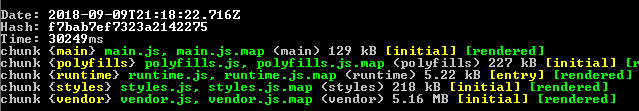 Date: 2018-09-09T21:18:22.716Z
Hash: f7bab7ef7323a2142275
Time: 30249ms
chunk {main} main.js, main.js.map (main) 129 kB [initial] [rendered]
chunk {polyfills} polyfills.js, polyfills.js.map (polyfills) 227 kB [initial] [r
chunk {runtime} runtime.js, runtime.js.map (runtime) 5.22 kB [entry] [rendered]
chunk {styles} styles.js, styles.js.map (styles) 218 kB [initial] [rendered]
chunk {vendor} vendor.js, vendor.js.map (vendor) 5.16 MB [initial] [rendered]